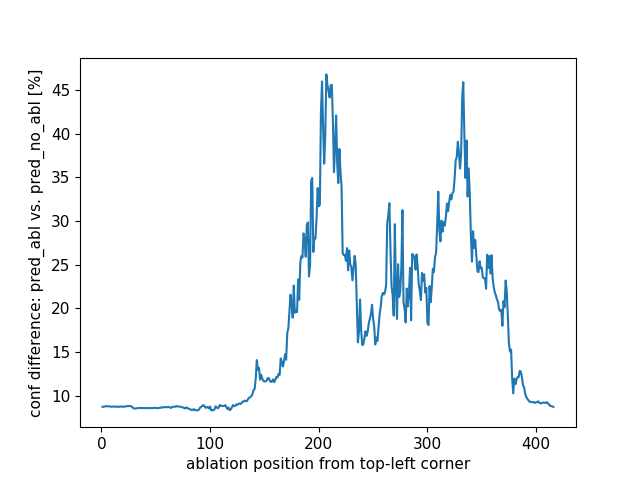 conf difference: pred_abl vs. pred_no_abl [%]
45
40
35
30
25
20
15
10
0 100 200 300 400
ablation position from top-left corner